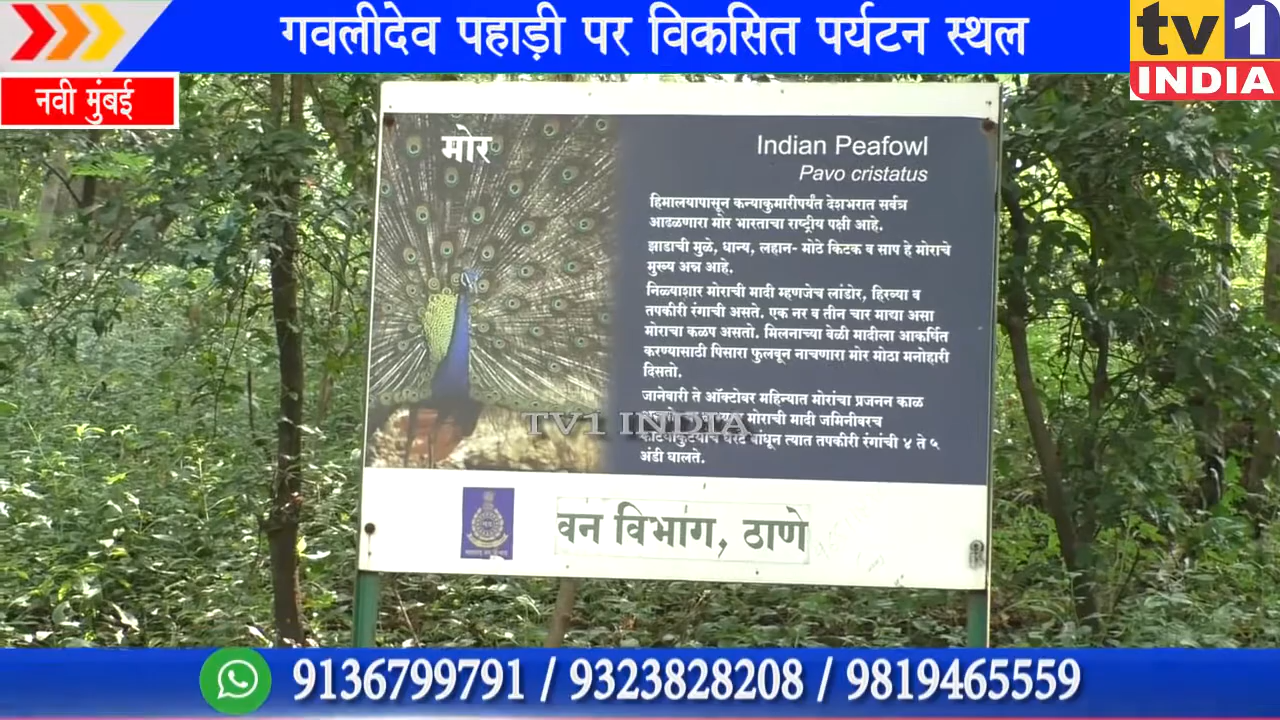 गवलीदेव पहाड़ी पर विकसित पर्यटन स्थल
tv1
INDIA
नवी मुंबई
मोर
Indian Peafowl
Pavo cristatus
हिमालयापासून कन्याकुमारीपर्यंत देशभरात सर्वत्र
आढळणारा मोर भारताचा राष्ट्रीय पक्षी आहे.
झाडाची मुळे, धान्य, लहान- मोठे किटक व साप हे मोराचे
मुख्य अन्न आहे.
निळ्याशार मोराची मादी म्हणजेच लांडोर, हिरव्या व
तपकीरी रंगाची असते. एक नर व तीन चार माद्या असा
मोराचा कळप असतो. मिलनाच्या वेळी मादीला आकर्षित
करण्यासाठी पिसारा फुलवून नाचणारा मोर मोठा मनोहारी
दिसतो.
जानेवारी ते ऑक्टोबर महिन्यात मोरांचा प्रजनन काळ
मोराची मादी जमिनीवरच
TV1 INDIA
बांधून त्यात तपकीरी रंगांची ४ ते ५
अंडी घालते.
वन विभाग, ठाणे
9136799791 / 9323828208 / 9819465559